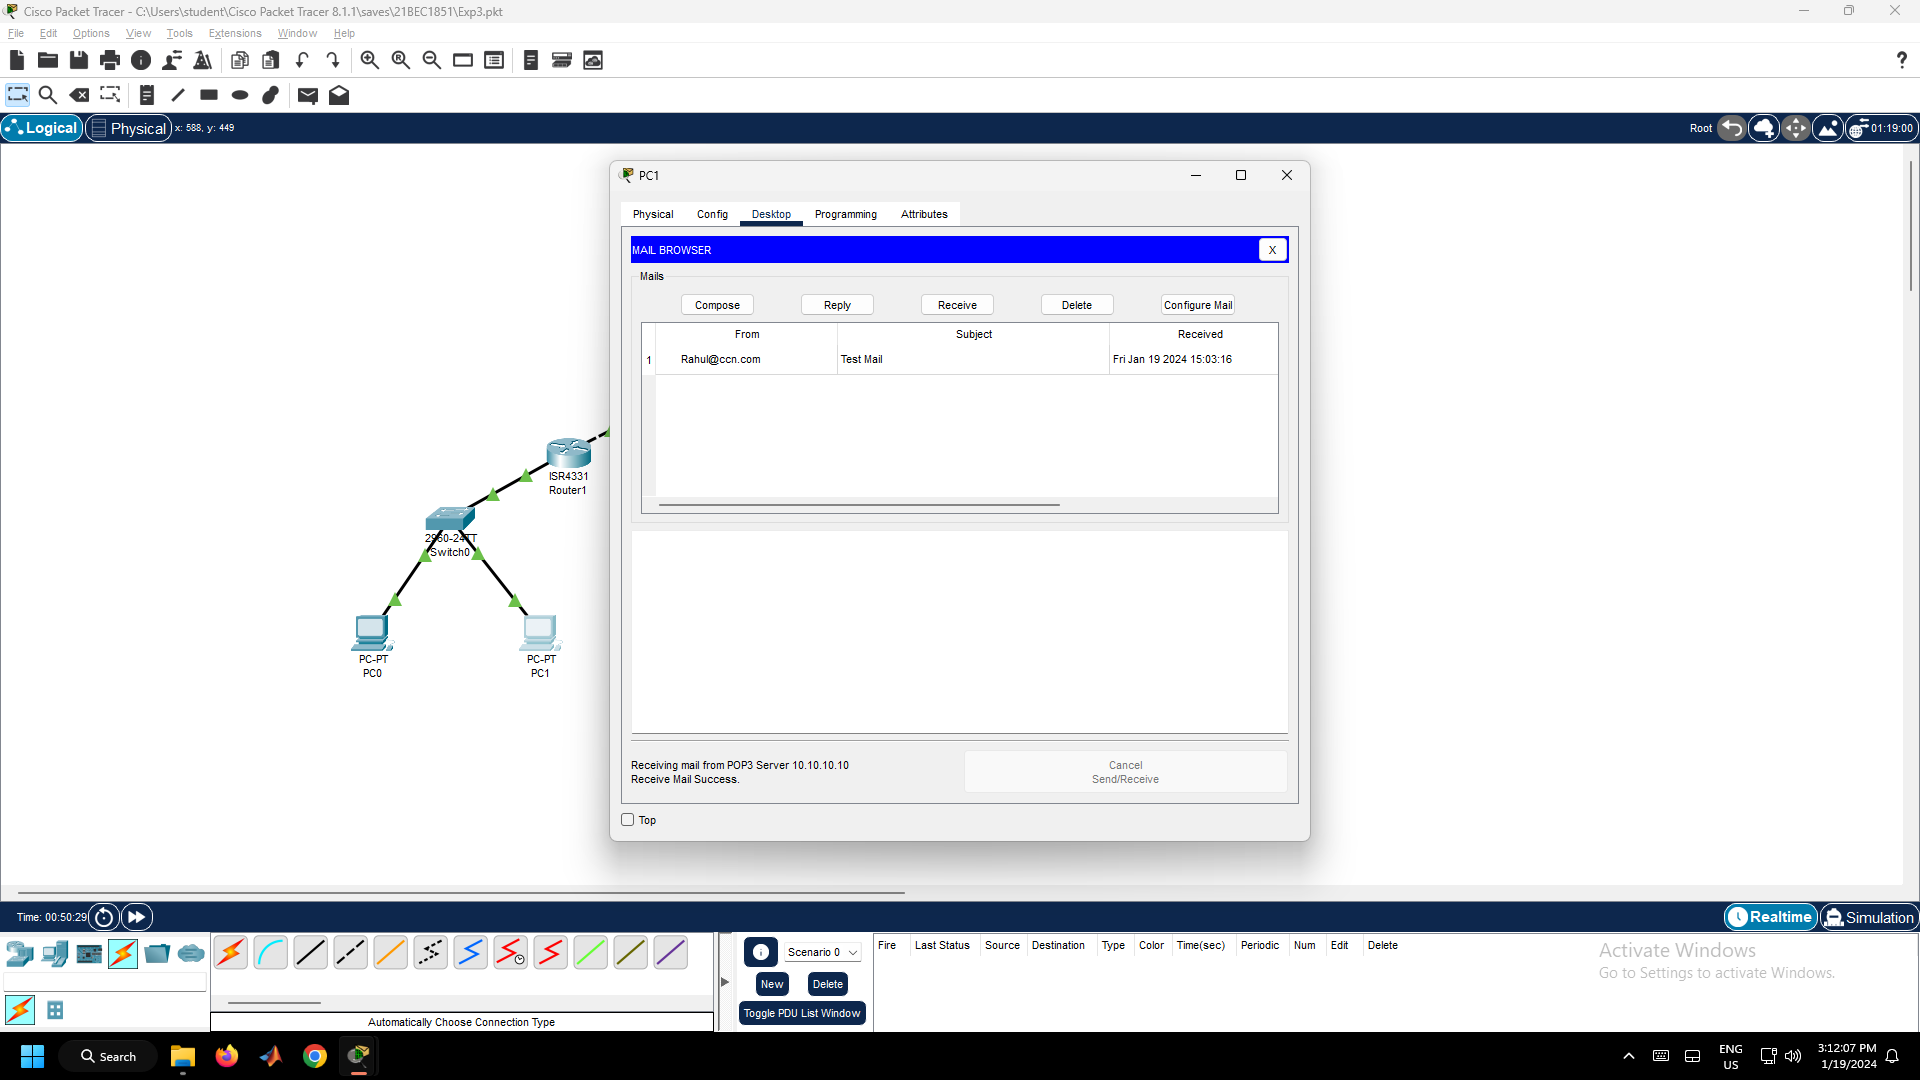 Cisco Packet Tracer - C:\Users\student\Cisco Packet Tracer 8.1.1\saves\21BEC1851\Exp3.pkt
File Edit Options View Tools Extensions Window Help
?
Logical Physical x: 588, y: 449 Root 01:19:00
PC1
Physical Config Desktop Programming Attributes
MAIL BROWSER X
Mails
Compose Reply Receive Delete Configure Mail
From Subject Received
1 Rahul@ccn.com Test Mail Fri Jan 19 2024 15:03:16
ISR4331
Router1
2960-24TT
Switch0
PC-PT
PC0
PC-PT
PC1
Receiving mail from POP3 Server 10.10.10.10
Receive Mail Success.
Cancel
Send/Receive
Top
Time: 00:50:29 Realtime Simulation
Scenario 0
New Delete
Toggle PDU List Window
Fire Last Status Source Destination Type Color Time(sec) Periodic Num Edit Delete
Activate Windows
Go to Settings to activate Windows.
Automatically Choose Connection Type
Search
ENG
US
3:12:07 PM
1/19/2024